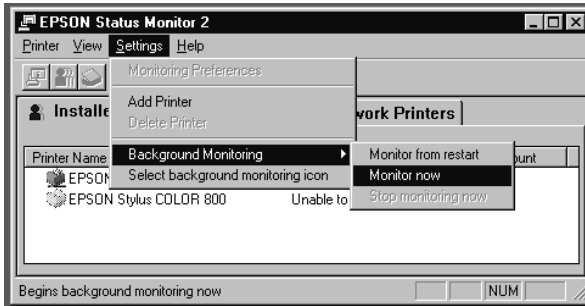 EPSON Status Monitor 2
Printer View Settings Help
Monitoring Preferences
Add Printer
Delete Printer
Installe
work Printers
Background Monitoring
Select background monitoring icon
Monitor from restart
Monitor now
Stop monitoring now
Printer Name
ount
EPSON
EPSON Stylus COLOR 800 Unable to
Begins background monitoring now
NUM